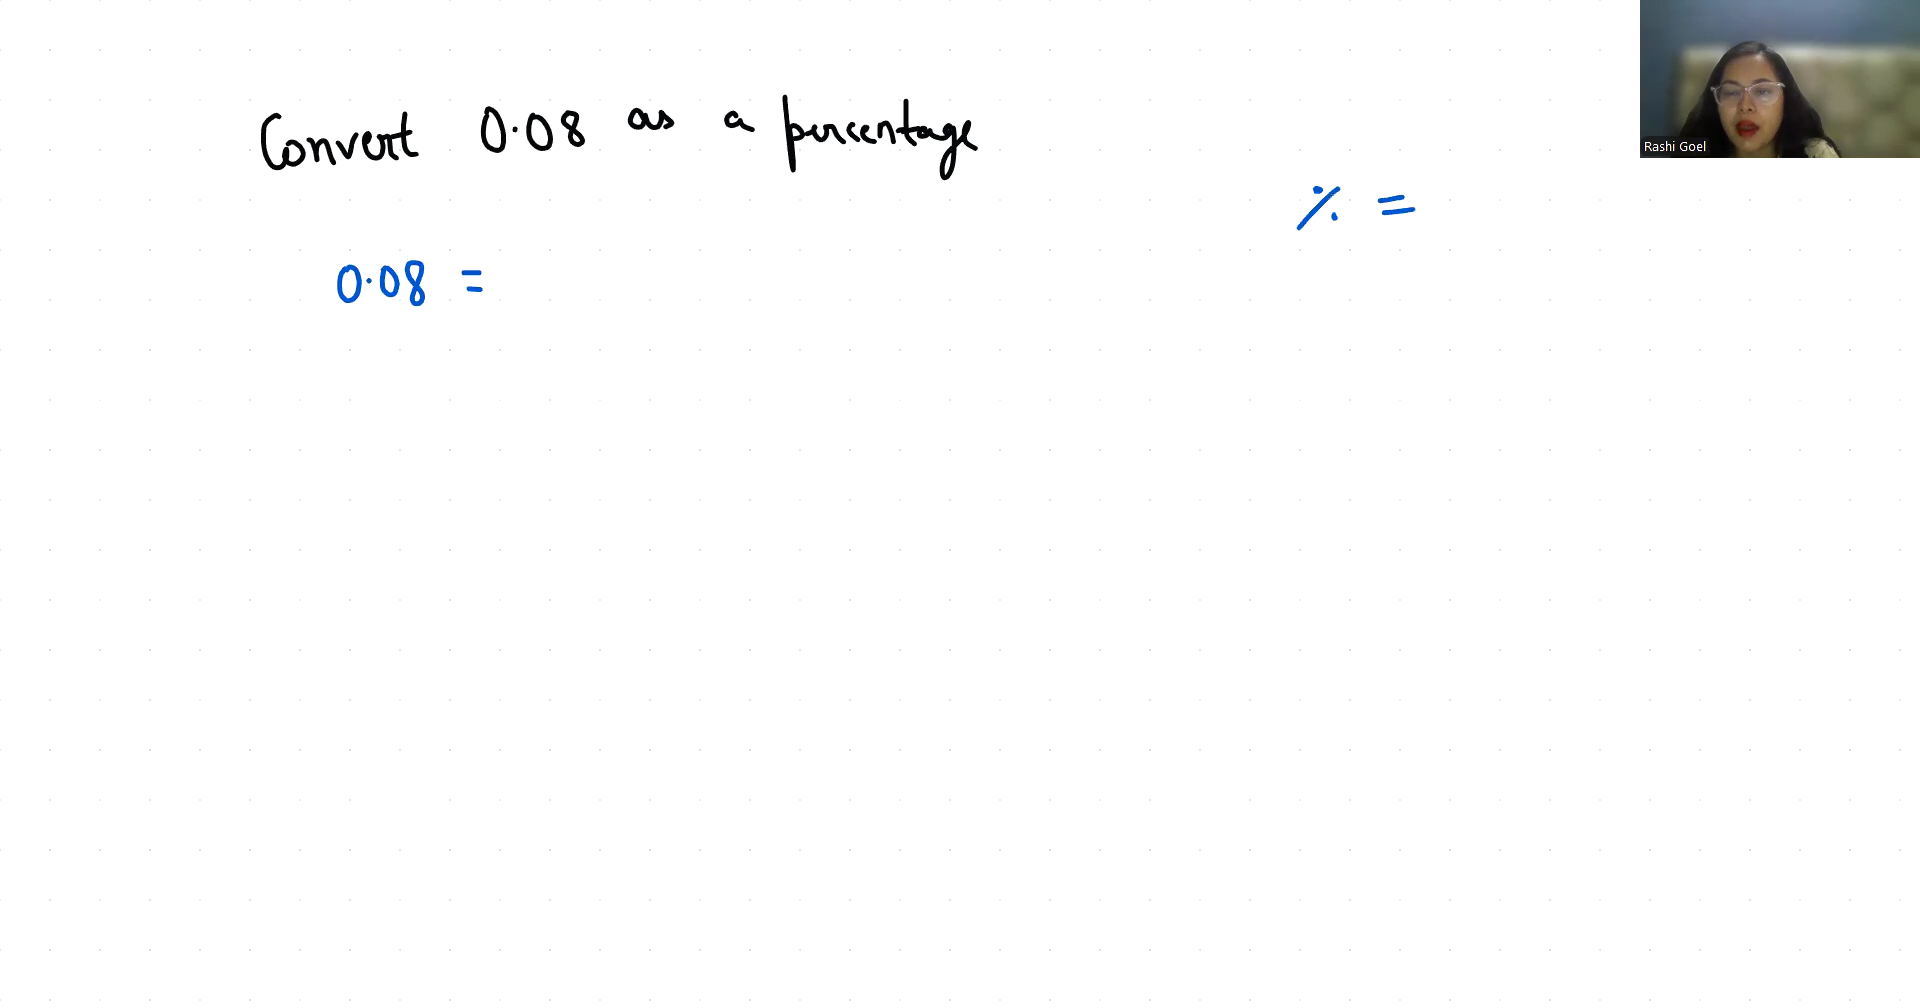 Convert 0.08 as a percentage
Rashi Goel
% =
0.08 =